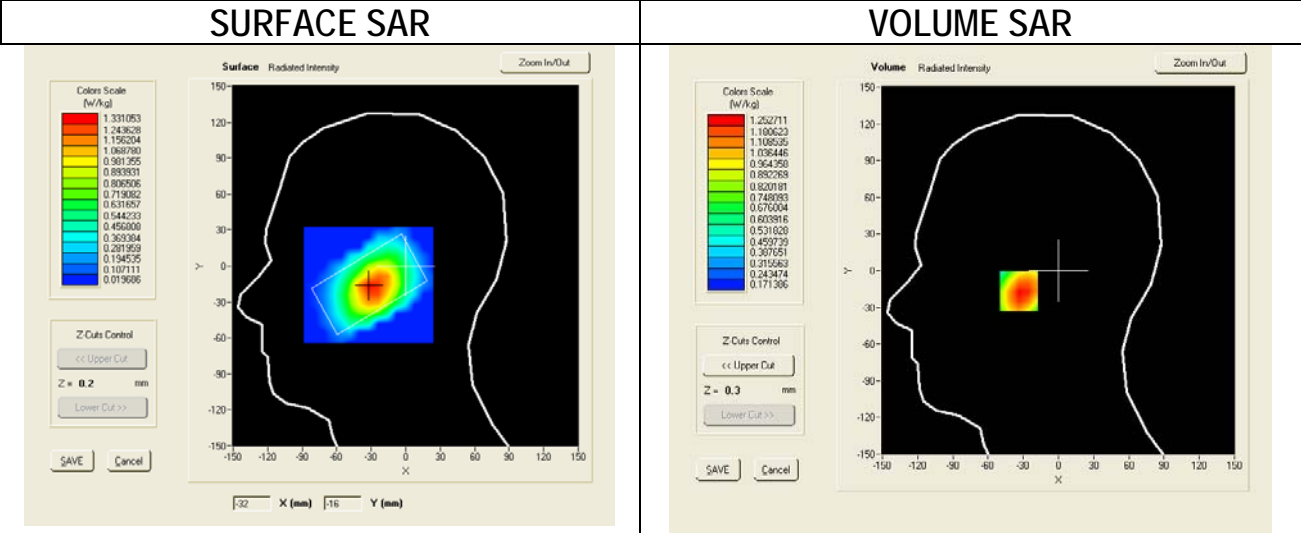 SURFACE SAR
VOLUME SAR
Surface Radiated Intensity
Zoom In/Out
Colors Scale
(W/kg)
1.331053
1.243628
1.156204
1.068780
0.981355
0.893931
0.806506
0.719082
0.631657
0.544233
0.456808
0.369384
0.281959
0.194535
0.107111
0.019686
Z-Cuts Control
<< Upper Cut
Z = 0.2 mm
Lower Cut >>
SAVE Cancel
150
120
90
60
30
0
-30
-60
-90
-120
-150
Y
-150 -120 -90 -60 -30 0 30 60 90 120 150
X
-32 X (mm) -16 Y (mm)
Volume Radiated Intensity
Zoom In/Out
Colors Scale
(W/kg)
1.252711
1.180623
1.108535
1.036446
0.964358
0.892269
0.820181
0.748093
0.676004
0.603916
0.531828
0.459739
0.387651
0.315563
0.243474
0.171386
Z-Cuts Control
<< Upper Cut
Z = 0.3 mm
Lower Cut >>
SAVE Cancel
150
120
90
60
30
0
-30
-60
-90
-120
-150
Y
-150 -120 -90 -60 -30 0 30 60 90 120 150
X